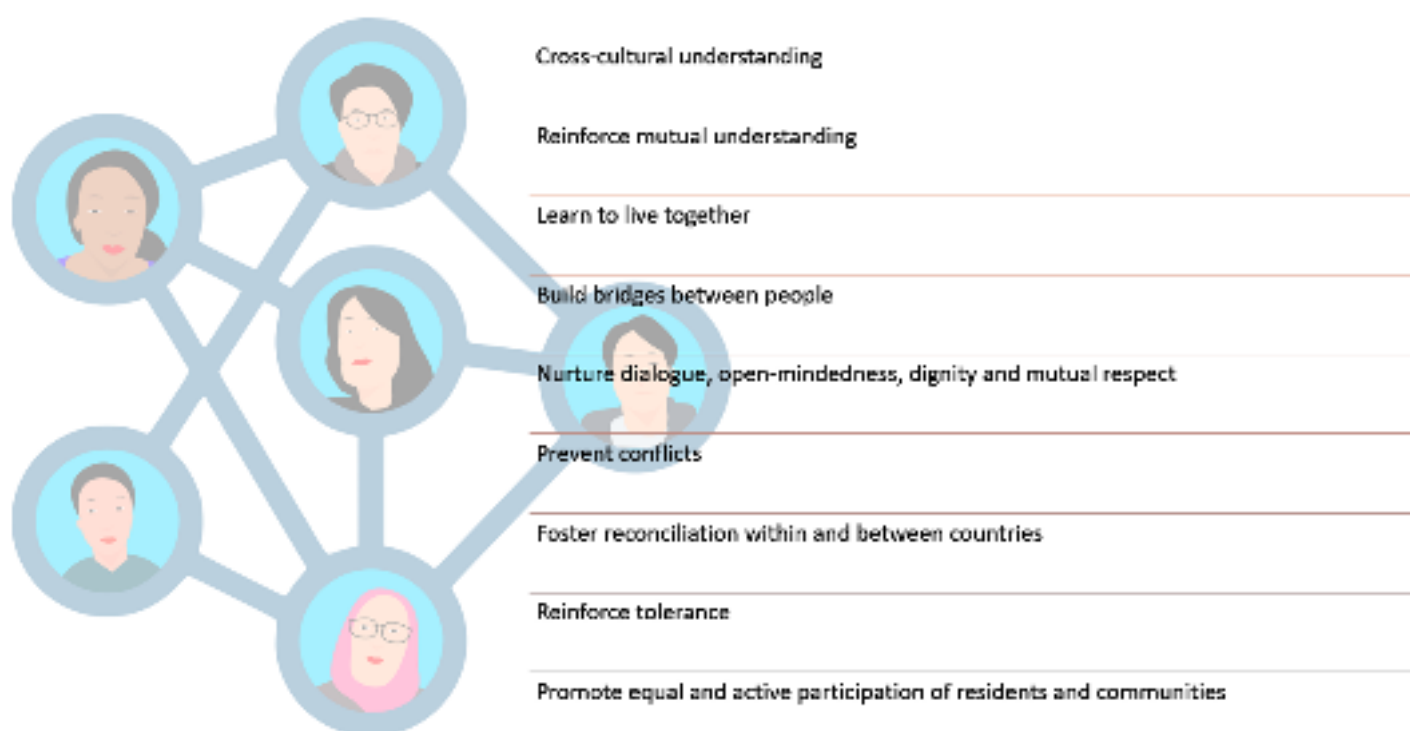 Cross-cultural understanding
Reinforce mutual understanding
Learn to live together
Build bridges between people
Nurture dialogue, open-mindedness, dignity and mutual respect
Prevent conflicts
Foster reconciliation within and between countries
Reinforce tolerance
Promote equal and active participation of residents and communities